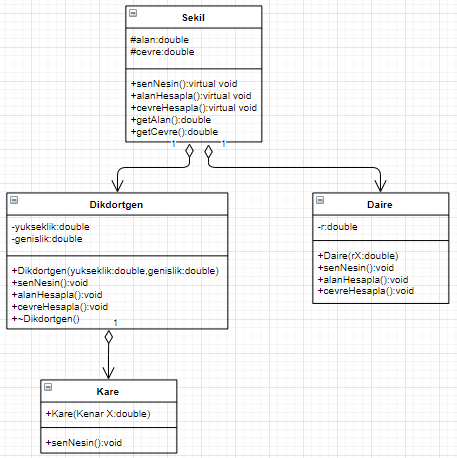 Sekil
#alan:double
#cevre:double
+senNesin():virtual void
+alanHesapla():virtual void
+cevreHesapla():virtual void
+getAlan():double
+getCevre():double
1
1
Dikdortgen
-yukseklik:double
-genislik:double
+Dikdortgen(yukseklik:double,genislik:double)
+senNesin():void
+alanHesapla():void
+cevreHesapla():void
+~Dikdortgen()
1
Daire
-r:double
+Daire(rX:double)
+senNesin():void
+alanHesapla():void
+cevreHesapla():void
Kare
+Kare(Kenar X:double)
+senNesin():void